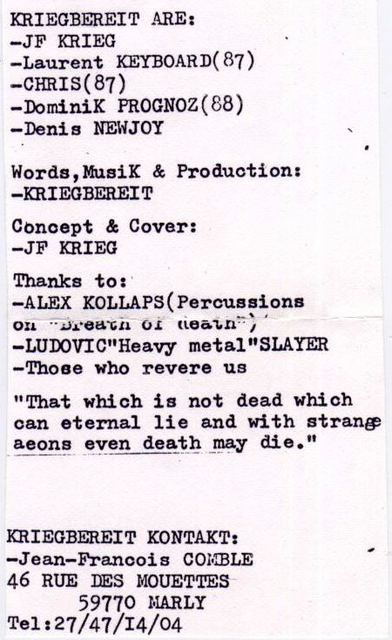 KRIEGBEREIT ARE:
-JF KRIEG
-Laurent KEYBOARD(87)
-CHRIS(87)
-DominiK PROGNOZ(88)
-Denis NEWJOY
Words,MusiK & Production:
-KRIEGBEREIT
Concept & Cover:
-JF KRIEG
Thanks to:
-ALEX KOLLAPS(Percussions
on "Breath of death")
-LUDOVIC"Heavy metal"SLAYER
-Those who revere us
"That which is not dead which
can eternal lie and with strange
aeons even death may die."
KRIEGBEREIT KONTAKT:
-Jean-Francois COMBLE
46 RUE DES MOUETTES
59770 MARLY
Tel:27/47/I4/04